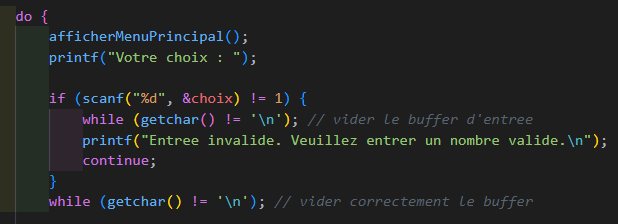 do {
    afficherMenuPrincipal();
    printf("Votre choix : ");

    if (scanf("%d", &choix) != 1) {
        while (getchar() != '\n'); // vider le buffer d'entree
        printf("Entree invalide. Veuillez entrer un nombre valide.\n");
        continue;
    }
    while (getchar() != '\n'); // vider correctement le buffer